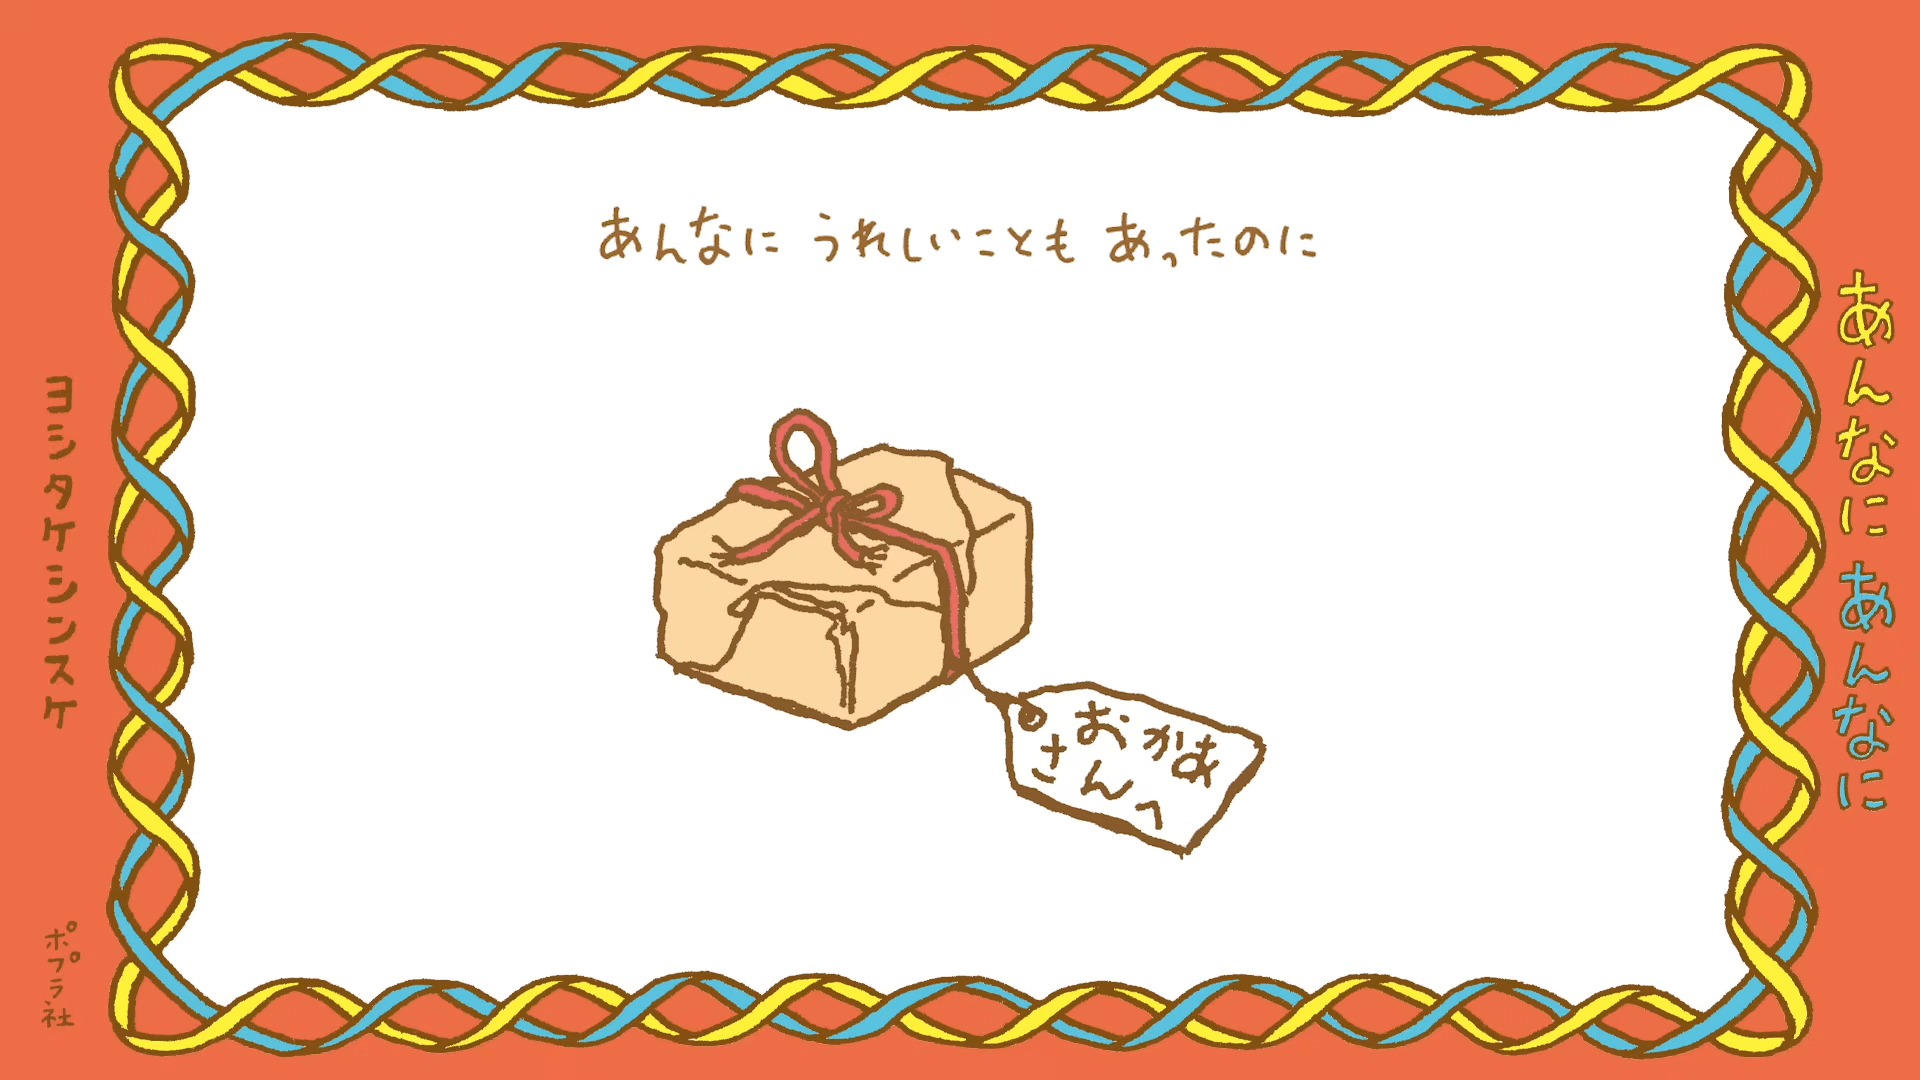 あんなに うれしいことも あったのに
おかあ
さんへ
あんなに あんなに
ヨシタケシンスケ
ポプラ社